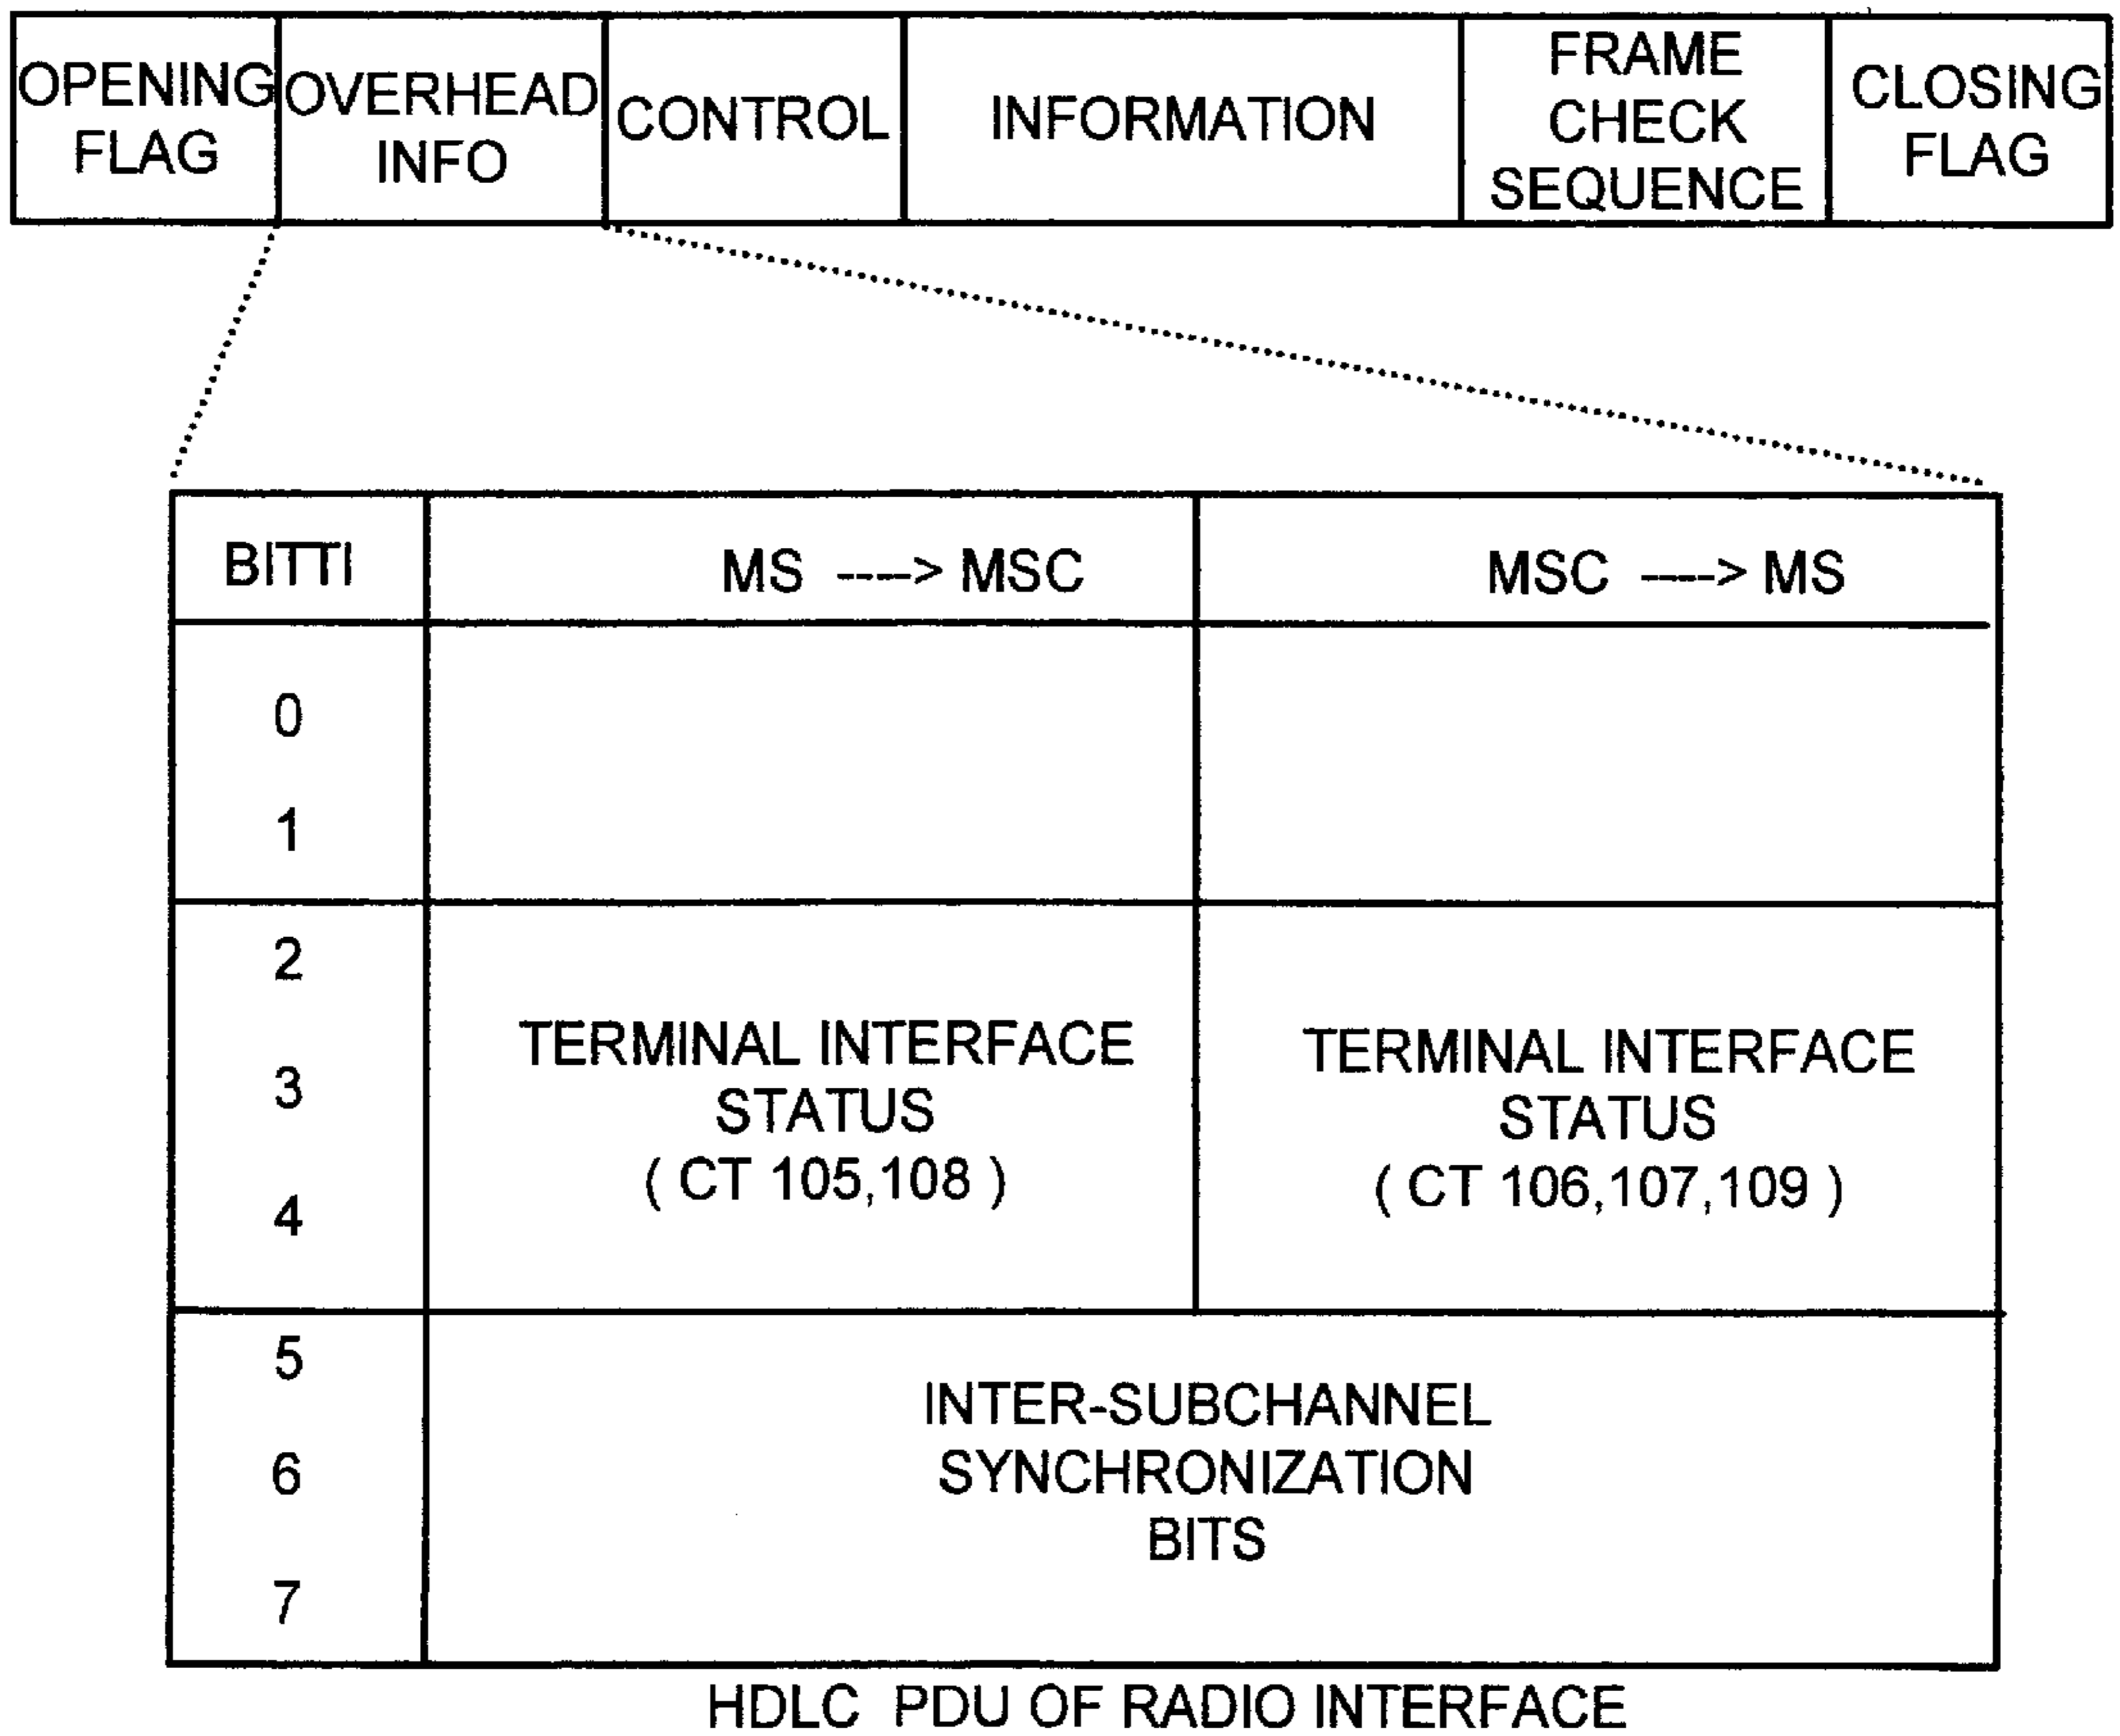 OPENING
FLAG
OVERHEAD
INFO
CONTROL
INFORMATION
FRAME
CHECK
SEQUENCE
CLOSING
FLAG
BITTI
MS ----> MSC
MSC ----> MS
0
1
2
3
4
TERMINAL INTERFACE
STATUS
( CT 105,108 )
TERMINAL INTERFACE
STATUS
( CT 106,107,109 )
5
6
7
INTER-SUBCHANNEL
SYNCHRONIZATION
BITS
HDLC PDU OF RADIO INTERFACE